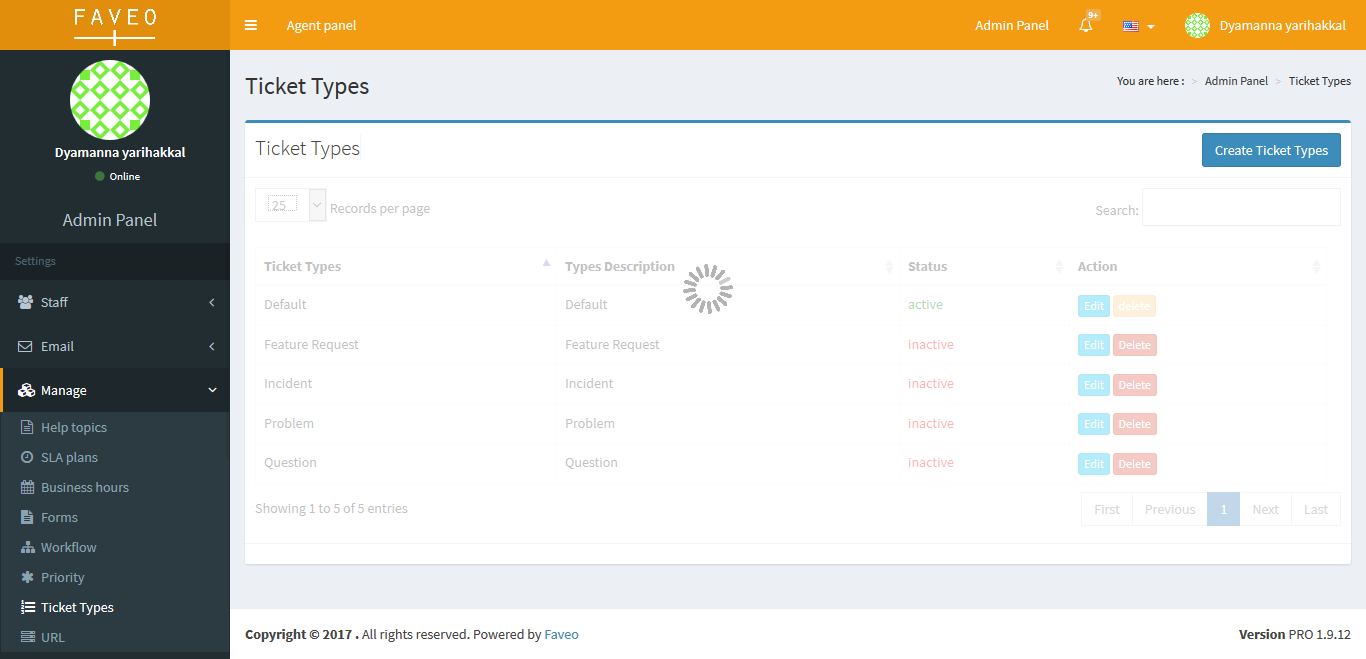 FAVEO
Agent panel
Admin Panel
9+
Dyamanna yarihakkal
Dyamanna yarihakkal
Online
Admin Panel
Settings
Staff
Email
Manage
Help topics
SLA plans
Business hours
Forms
Workflow
Priority
Ticket Types
URL
Ticket Types
You are here : > Admin Panel > Ticket Types
Ticket Types
Create Ticket Types
25 Records per page
Search:
Ticket Types Types Description Status Action
Default Default active Edit delete
Feature Request Feature Request inactive Edit Delete
Incident Incident inactive Edit Delete
Problem Problem inactive Edit Delete
Question Question inactive Edit Delete
Showing 1 to 5 of 5 entries
First Previous 1 Next Last
Copyright © 2017 . All rights reserved. Powered by Faveo
Version PRO 1.9.12